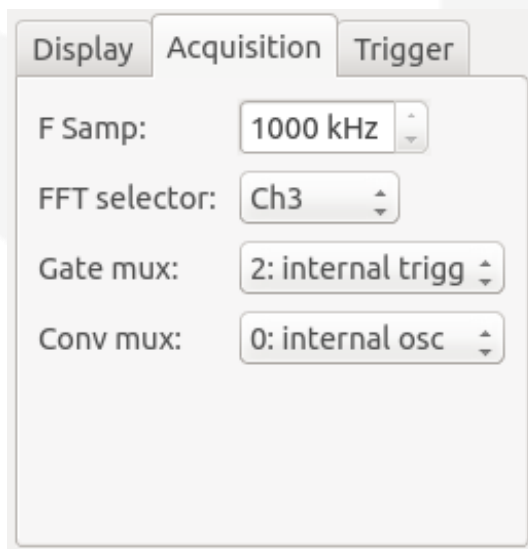 Display Acquisition Trigger
F Samp: 1000 kHz
FFT selector: Ch3
Gate mux: 2: internal trigg
Conv mux: 0: internal osc